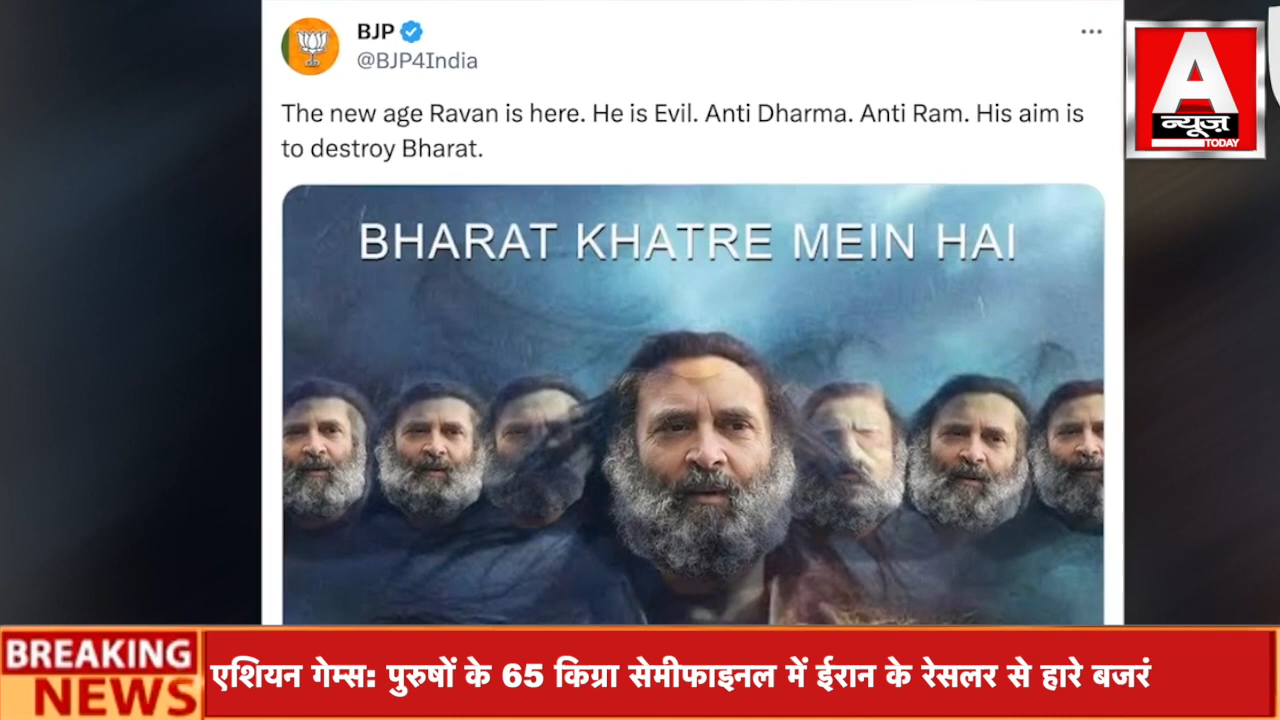 BJP
@BJP4India
The new age Ravan is here. He is Evil. Anti Dharma. Anti Ram. His aim is
to destroy Bharat.
BHARAT KHATRE MEIN HAI
A
न्यूज़
TODAY
BREAKING
NEWS
एशियन गेम्स: पुरुषों के 65 किग्रा सेमीफाइनल में ईरान के रेसलर से हारे बजरं